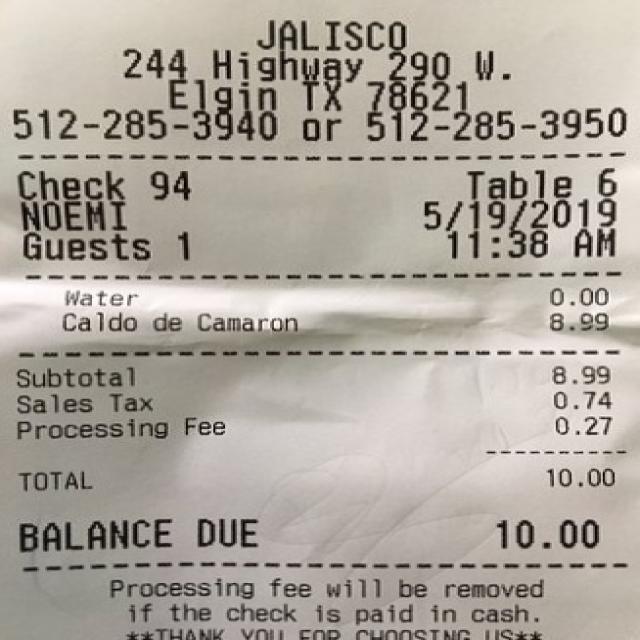 JALISCO
244 Highway 290 W.
Elgin TX 78621
512-285-3940 or 512-285-3950
Check 94 Table 6
NOEMI 5/19/2019
Guests 1 11:38 AM
Water 0.00
Caldo de Camaron 8.99
Subtotal 8.99
Sales Tax 0.74
Processing Fee 0.27
TOTAL 10.00
BALANCE DUE 10.00
Processing fee will be removed
if the check is paid in cash.
**THANK YOU FOR CHOOSING US**